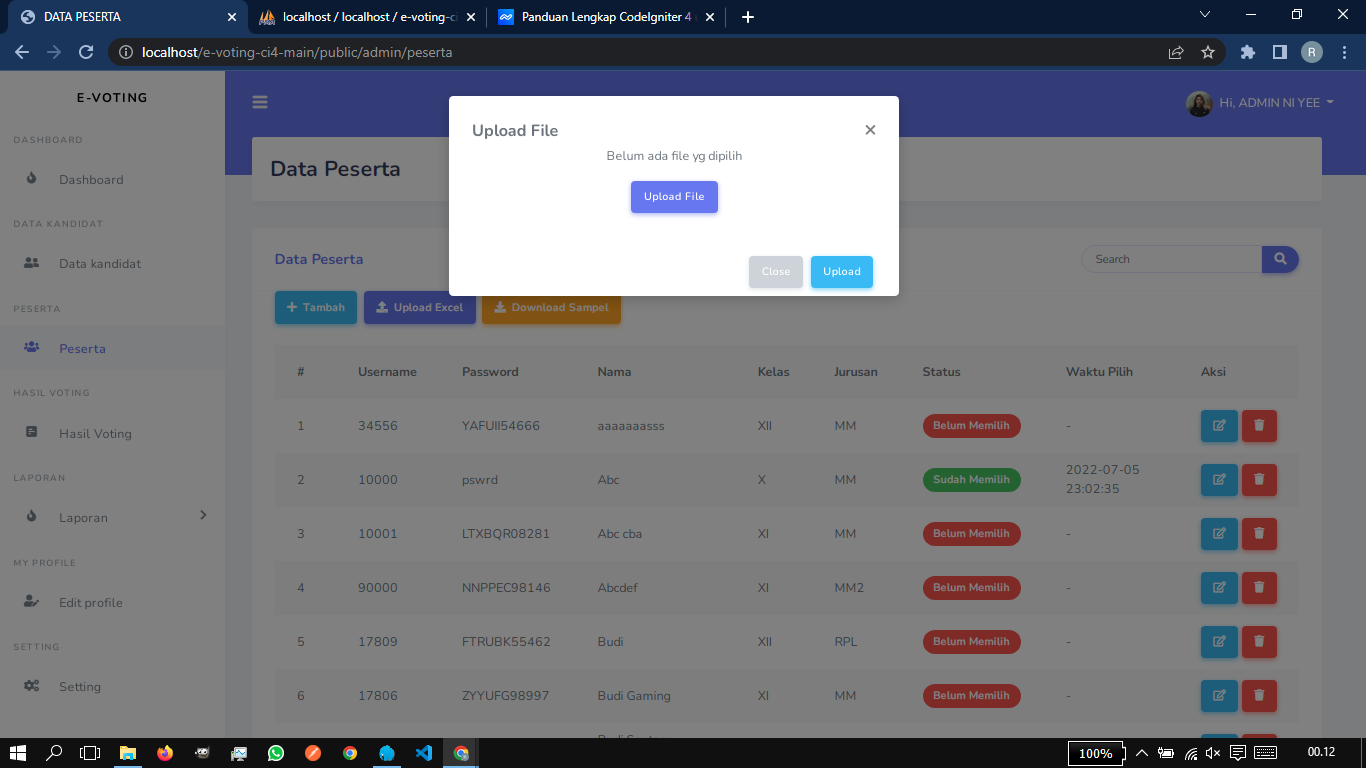 DATA PESERTA
localhost / localhost / e-voting-ci
Panduan Lengkap CodeIgniter 4
localhost/e-voting-ci4-main/public/admin/peserta
R
E-VOTING
Hi, ADMIN NI YEE
DASHBOARD
Dashboard
DATA KANDIDAT
Data kandidat
PESERTA
Peserta
HASIL VOTING
Hasil Voting
LAPORAN
Laporan
MY PROFILE
Edit profile
SETTING
Setting
Data Peserta
Upload File
Belum ada file yg dipilih
Upload File
Close Upload
Data Peserta
Search
Tambah Upload Excel Download Sampel
# Username Password Nama Kelas Jurusan Status Waktu Pilih Aksi
1 34556 YAFUII54666 aaaaaaasss XII MM Belum Memilih -
2 10000 pswrd Abc X MM Sudah Memilih 2022-07-05
23:02:35
3 10001 LTXBQR08281 Abc cba XI MM Belum Memilih -
4 90000 NNPPEC98146 Abcdef XI MM2 Belum Memilih -
5 17809 FTRUBK55462 Budi XII RPL Belum Memilih -
6 17806 ZYYUFG98997 Budi Gaming XI MM Belum Memilih -
100%
00.12